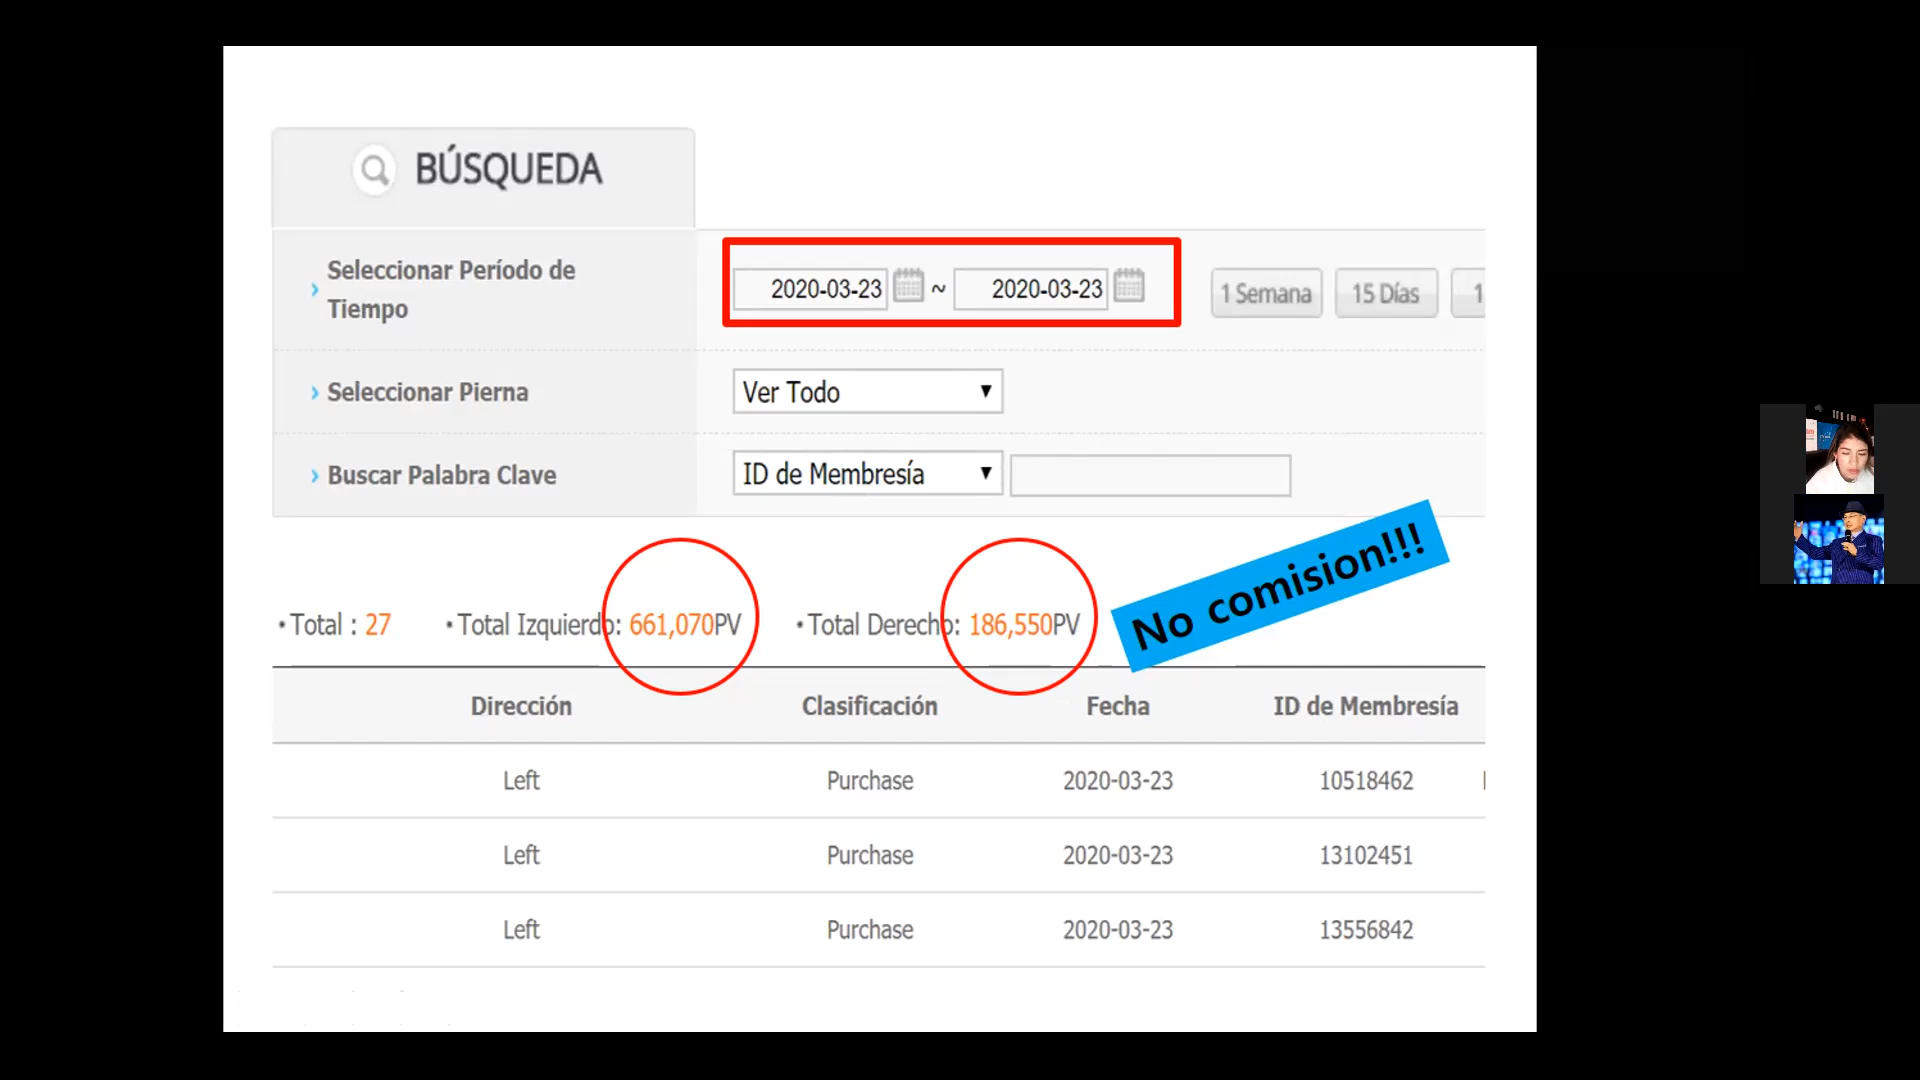 BÚSQUEDA
Seleccionar Período de
Tiempo
2020-03-23 ~ 2020-03-23 1 Semana 15 Días 1
Seleccionar Pierna Ver Todo
Buscar Palabra Clave ID de Membresía
No comision!!!
•Total : 27 •Total Izquierdo: 661,070PV •Total Derecho: 186,550PV
Dirección Clasificación Fecha ID de Membresía
Left Purchase 2020-03-23 10518462
Left Purchase 2020-03-23 13102451
Left Purchase 2020-03-23 13556842